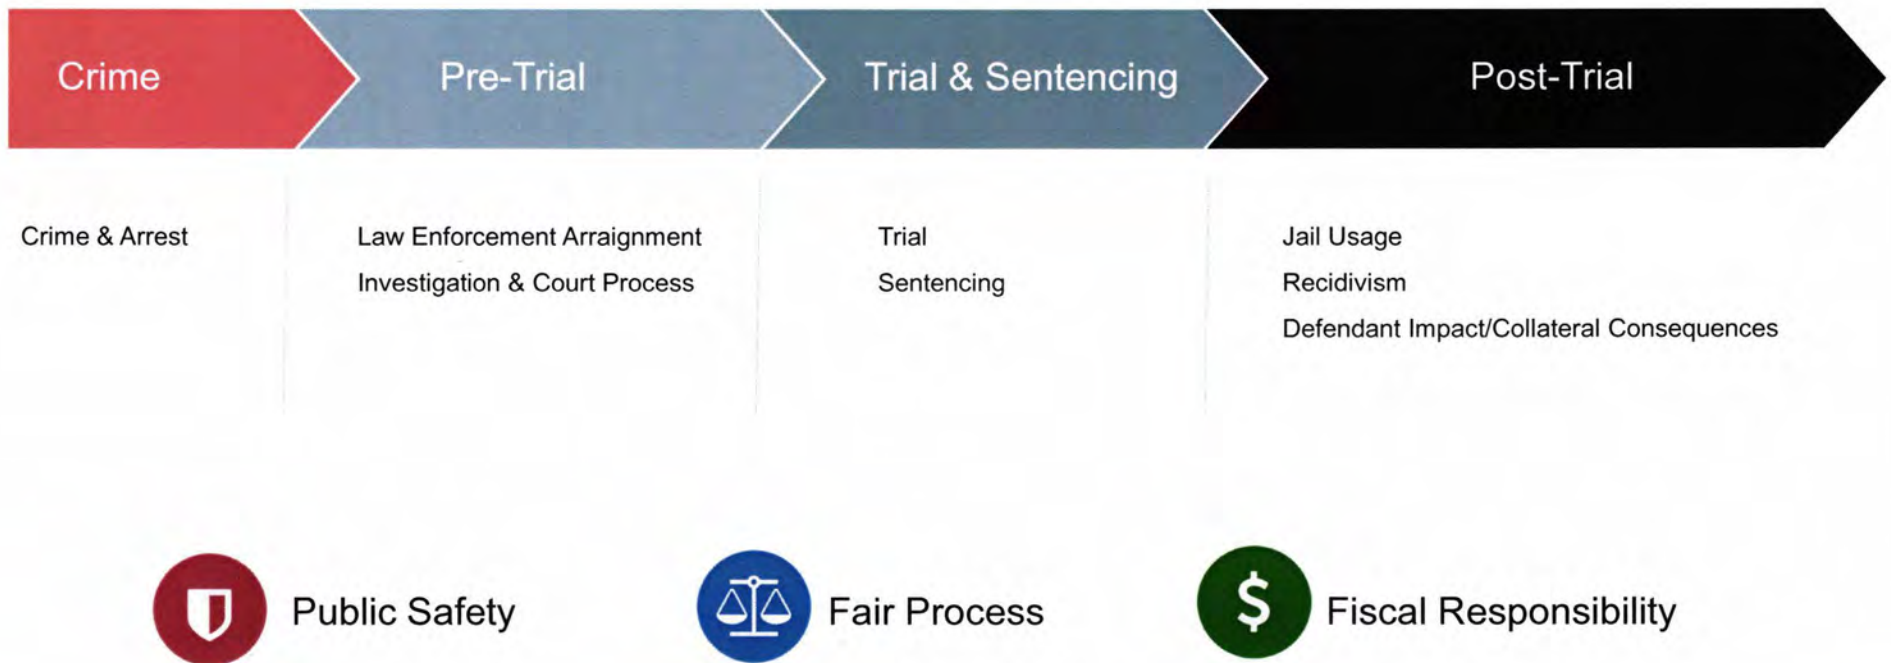 Crime
Pre-Trial
Trial & Sentencing
Post-Trial
Crime & Arrest
Law Enforcement Arraignment
Investigation & Court Process
Trial
Sentencing
Jail Usage
Recidivism
Defendant Impact/Collateral Consequences
Public Safety
Fair Process
$ Fiscal Responsibility